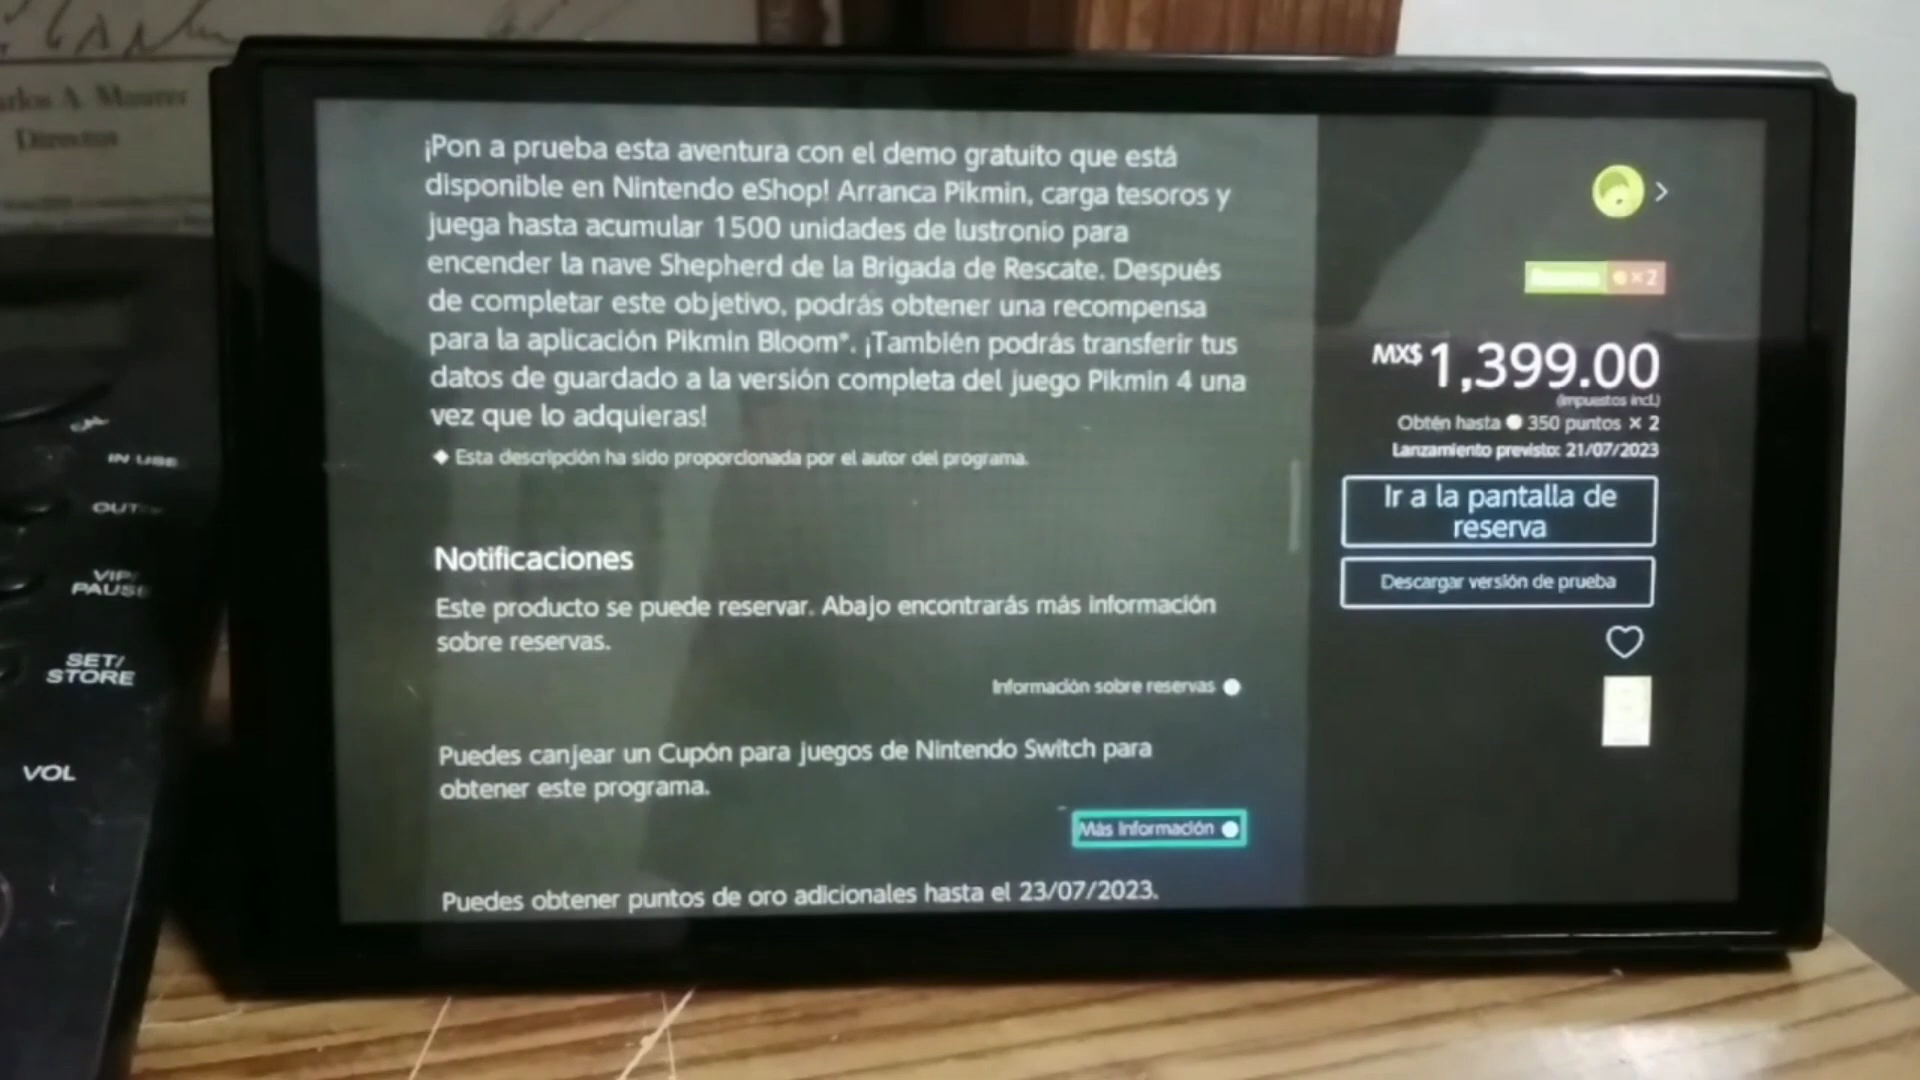 Director
IN USE
OUT
VIP/
PAUSE
SET/
STORE
VOL
¡Pon a prueba esta aventura con el demo gratuito que está
disponible en Nintendo eShop! Arranca Pikmin, carga tesoros y
juega hasta acumular 1500 unidades de lustronio para
encender la nave Shepherd de la Brigada de Rescate. Después
de completar este objetivo, podrás obtener una recompensa
para la aplicación Pikmin Bloom*. ¡También podrás transferir tus
datos de guardado a la versión completa del juego Pikmin 4 una
vez que lo adquieras!
◆ Esta descripción ha sido proporcionada por el autor del programa.
Notificaciones
Este producto se puede reservar. Abajo encontrarás más información
sobre reservas.
Información sobre reservas
Puedes canjear un Cupón para juegos de Nintendo Switch para
obtener este programa.
Más información
Puedes obtener puntos de oro adicionales hasta el 23/07/2023.
× 2
MX$ 1,399.00
(impuestos incl.)
Obtén hasta 350 puntos × 2
Lanzamiento previsto: 21/07/2023
Ir a la pantalla de
reserva
Descargar versión de prueba